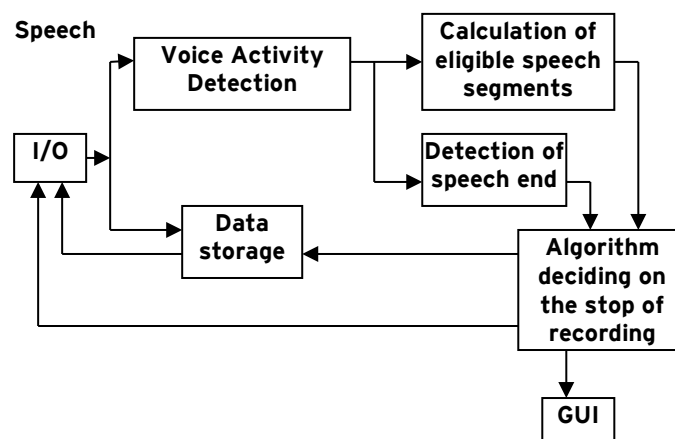 Speech
Voice Activity
Detection
Calculation of
eligible speech
segments
I/O
Detection of
speech end
Data
storage
Algorithm
deciding on
the stop of
recording
GUI